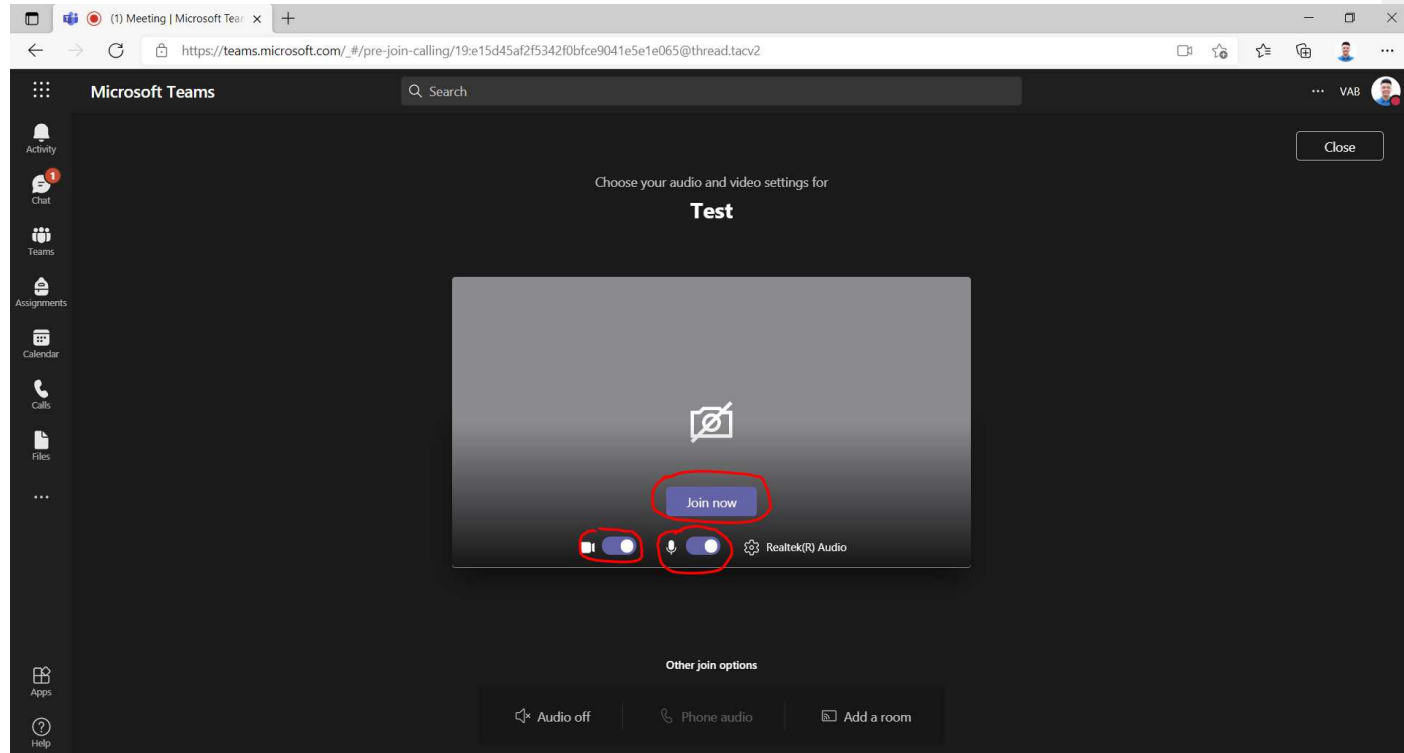 (1) Meeting | Microsoft Tear
https://teams.microsoft.com/_#/pre-join-calling/19:e15d45af2f5342f0bfce9041e5e1e065@thread.tacv2
Microsoft Teams
Search
VAB
Activity
Close
1
Chat
Choose your audio and video settings for
Test
Teams
Assignments
Calendar
Calls
Files
Join now
Realtek(R) Audio
Other join options
Apps
Audio off
Phone audio
Add a room
Help